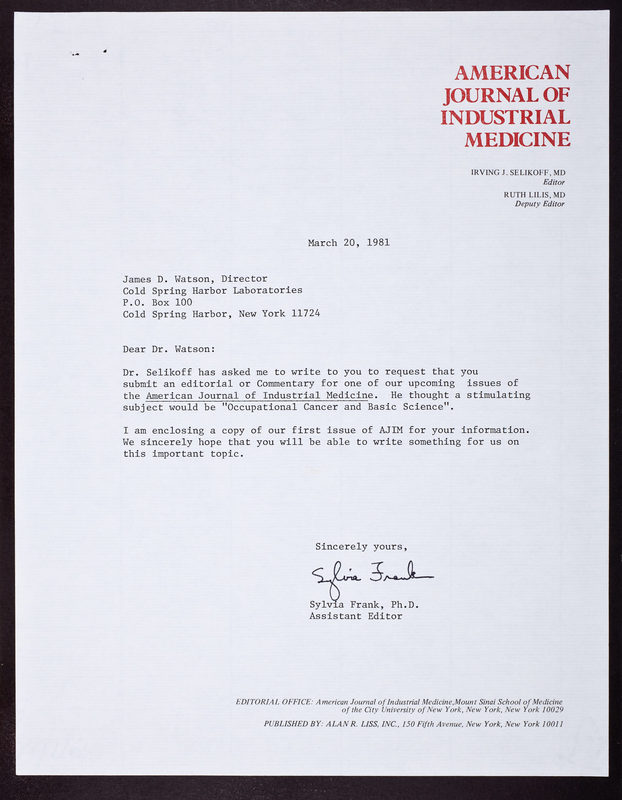 AMERICAN
JOURNAL OF
INDUSTRIAL
MEDICINE
IRVING J. SELIKOFF, MD
Editor
RUTH LILIS, MD
Deputy Editor
March 20, 1981
James D. Watson, Director
Cold Spring Harbor Laboratories
P.O. Box 100
Cold Spring Harbor, New York 11724
Dear Dr. Watson:
Dr. Selikoff has asked me to write to you to request that you
submit an editorial or Commentary for one of our upcoming issues of
the American Journal of Industrial Medicine. He thought a stimulating
subject would be "Occupational Cancer and Basic Science".
I am enclosing a copy of our first issue of AJIM for your information.
We sincerely hope that you will be able to write something for us on
this important topic.
Sincerely yours,
Sylvia Frank
Sylvia Frank, Ph.D.
Assistant Editor
EDITORIAL OFFICE: American Journal of Industrial Medicine,Mount Sinai School of Medicine
of the City University of New York, New York, New York 10029
PUBLISHED BY: ALAN R. LISS, INC., 150 Fifth Avenue, New York, New York 10011